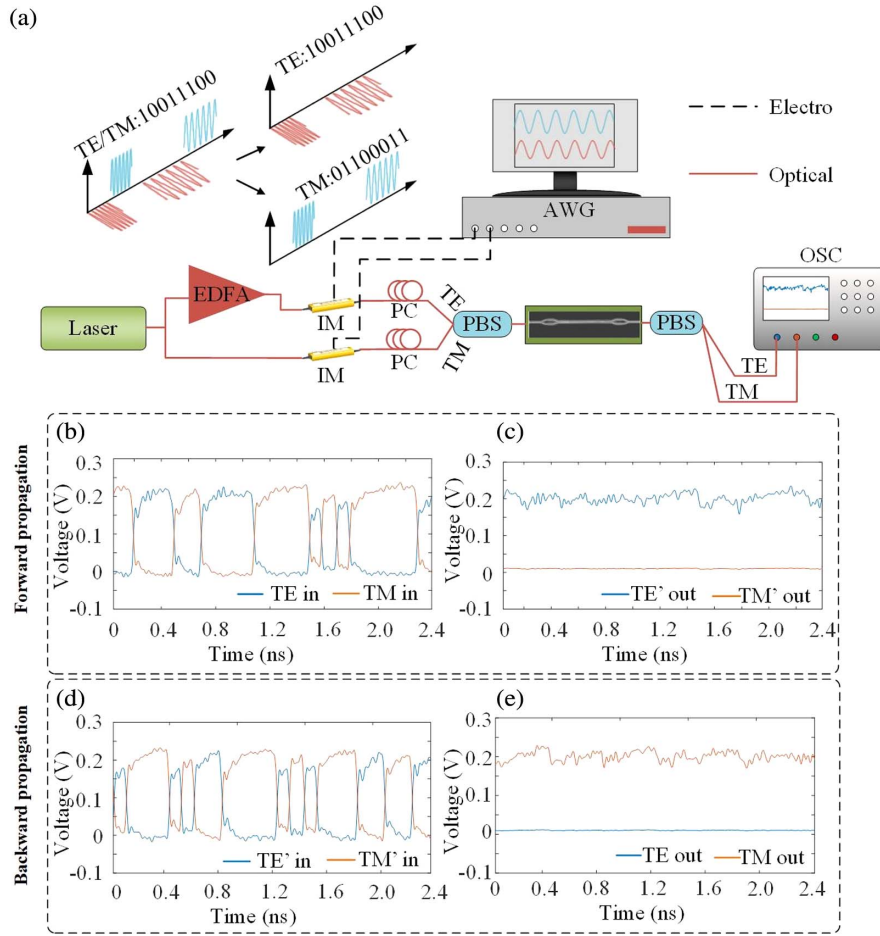 (a)
TE/TM:10011100
TE:10011100
TM:01100011
AWG
Electro
Optical
OSC
Laser
EDFA
IM
PC
TE
IM
PC
TM
PBS
PBS
TE
TM
Forward propagation
(b)
0.3
0.2
0.1
0
-0.1
Voltage (V)
TE in
TM in
0
0.4
0.8
1.2
1.6
2.0
2.4
Time (ns)
(c)
0.3
0.2
0.1
0
-0.1
Voltage (V)
TE’ out
TM’ out
0
0.4
0.8
1.2
1.6
2.0
2.4
Time (ns)
Backward propagation
(d)
0.3
0.2
0.1
0
-0.1
Voltage (V)
TE’ in
TM’ in
0
0.4
0.8
1.2
1.6
2.0
2.4
Time (ns)
(e)
0.3
0.2
0.1
0
-0.1
Voltage (V)
TE out
TM out
0
0.4
0.8
1.2
1.6
2.0
2.4
Time (ns)